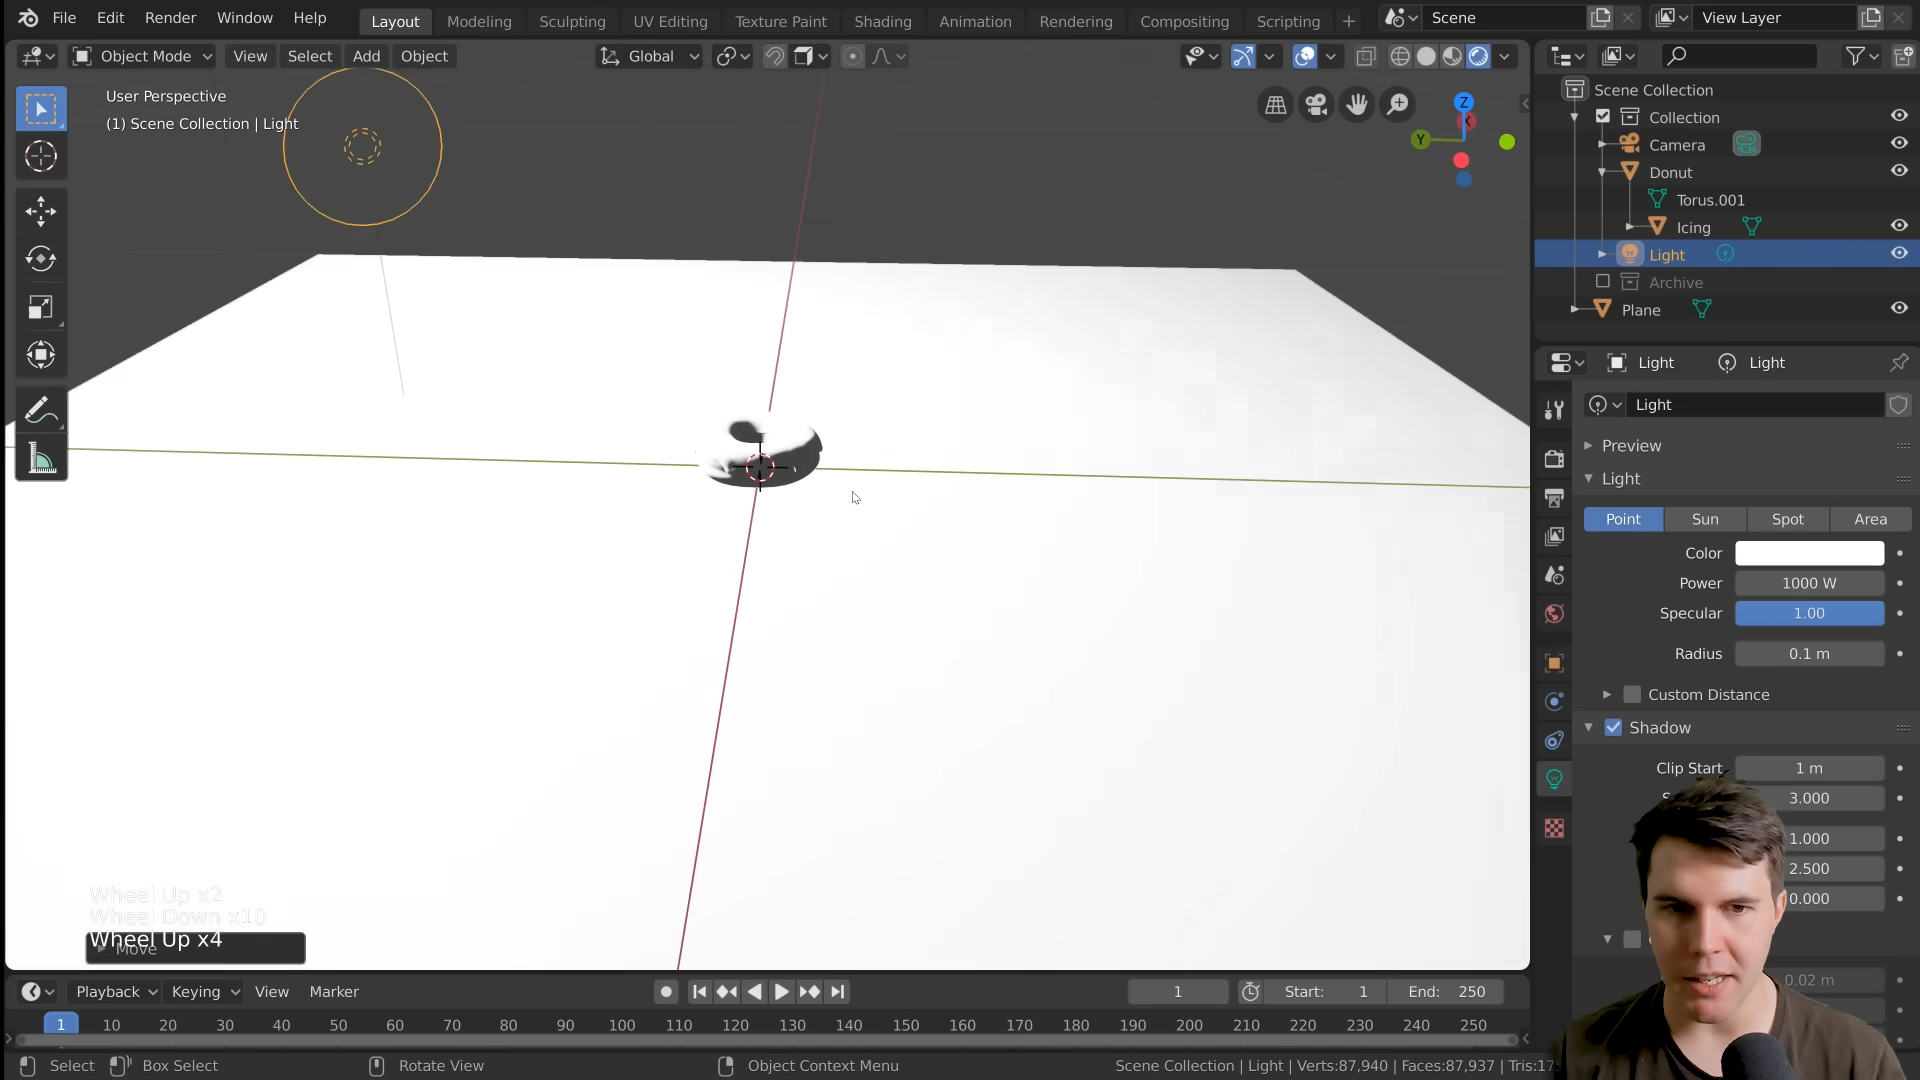 File Edit Render Window Help
Layout Modeling Sculpting UV Editing Texture Paint Shading Animation Rendering Compositing Scripting +
Scene
View Layer
Object Mode View Select Add Object
Global
User Perspective
(1) Scene Collection | Light
Z
X
Y
Scene Collection
Collection
Camera
Donut
Torus.001
Icing
Light
Archive
Plane
Light Light
Light
Preview
Light
Point Sun Spot Area
Color
Power 1000 W
Specular 1.00
Radius 0.1 m
Custom Distance
Shadow
Clip Start 1 m
3.000
1.000
2.500
0.000
0.02 m
Wheel Up x2
Wheel Down x10
Wheel Up x4
Move
Playback Keying View Marker
1 Start: 1 End: 250
1 10 20 30 40 50 60 70 80 90 100 110 120 130 140 150 160 170 180 190 200 210 220 230 240 250
Select Box Select Rotate View Object Context Menu
Scene Collection | Light | Verts:87,940 | Faces:87,937 | Tris:17